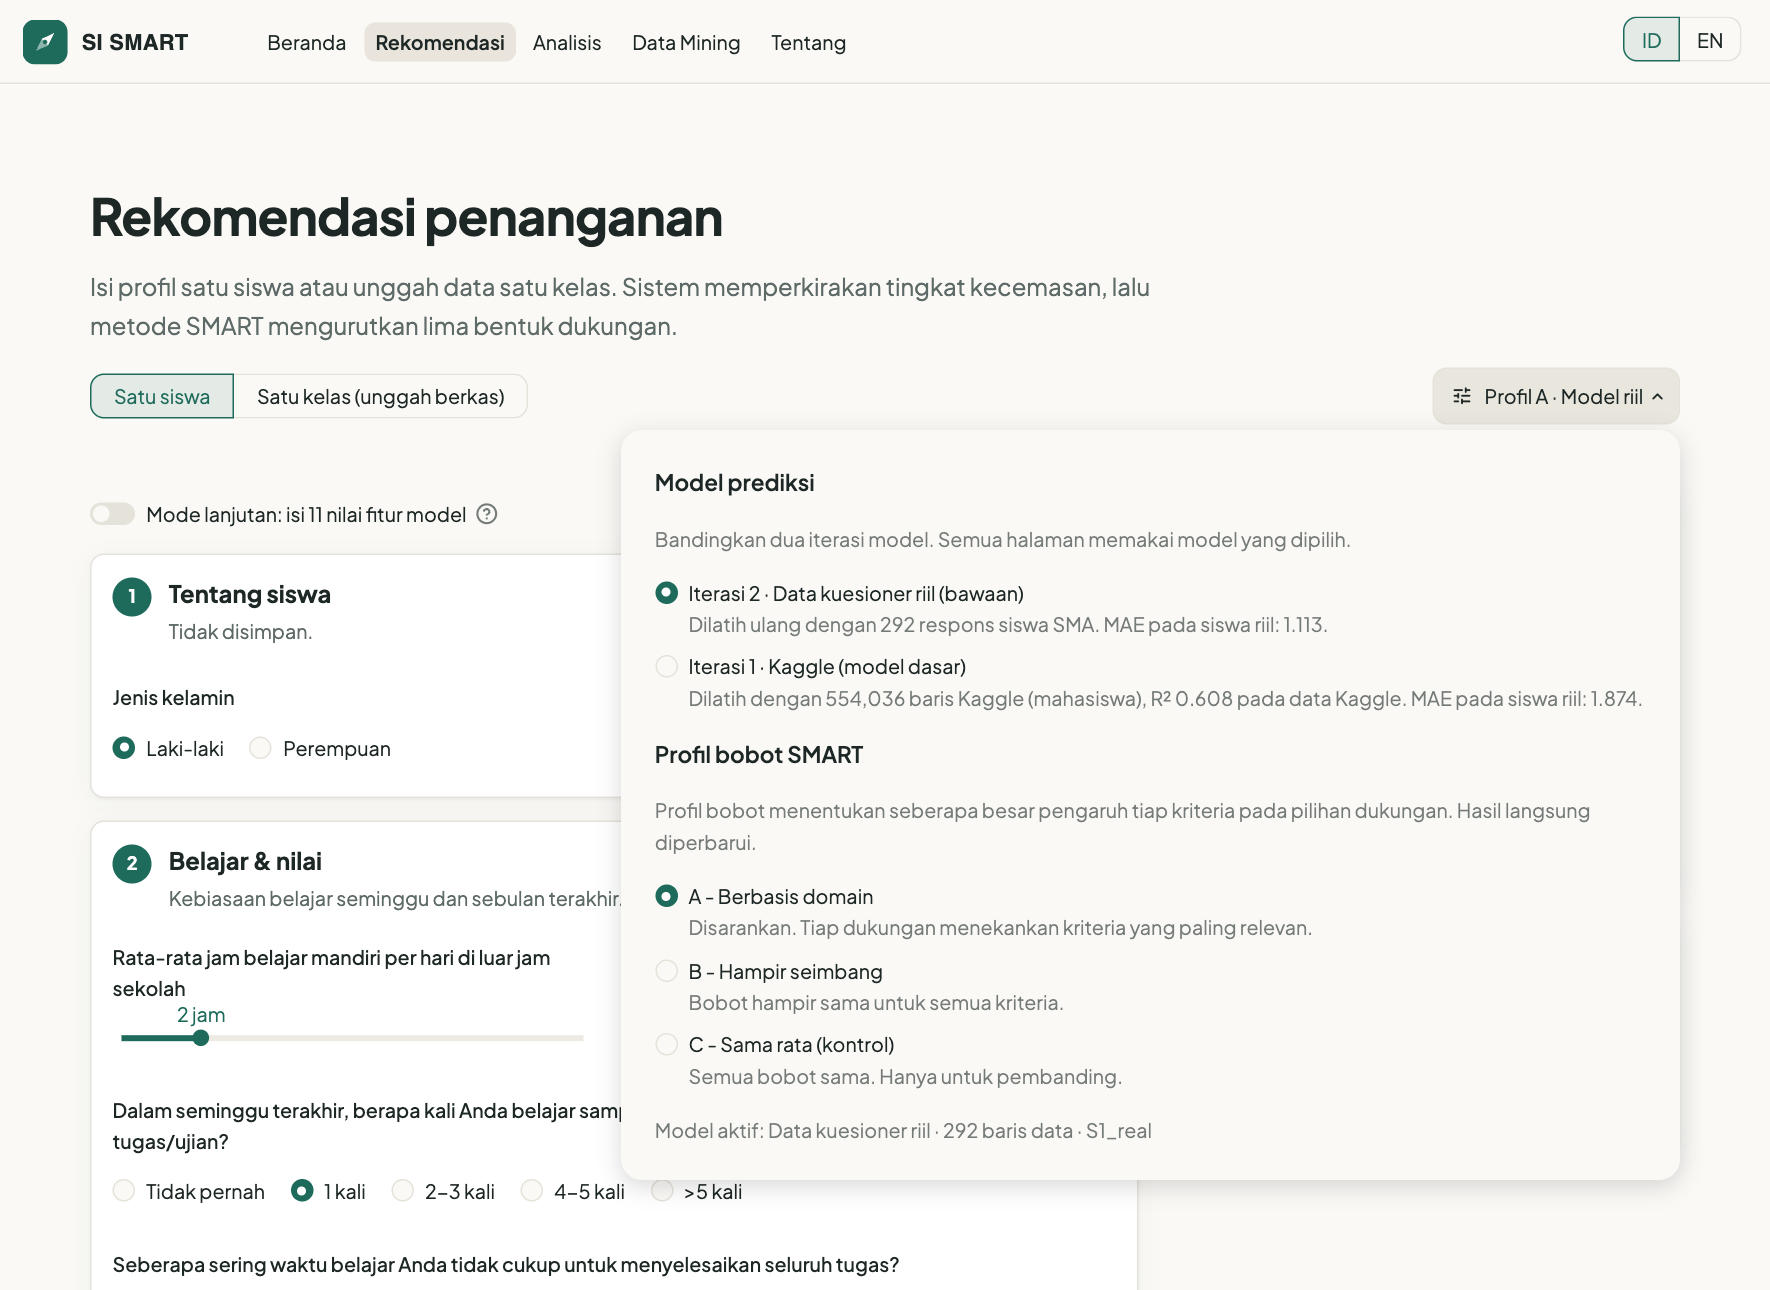 SI SMART
Beranda
Rekomendasi
Analisis
Data Mining
Tentang
ID
EN
Rekomendasi penanganan
Isi profil satu siswa atau unggah data satu kelas. Sistem memperkirakan tingkat kecemasan, lalu
metode SMART mengurutkan lima bentuk dukungan.
Satu siswa
Satu kelas (unggah berkas)
Profil A · Model riil
Mode lanjutan: isi 11 nilai fitur model
1
Tentang siswa
Tidak disimpan.
Jenis kelamin
Laki-laki
Perempuan
2
Belajar & nilai
Kebiasaan belajar seminggu dan sebulan terakhir.
Rata-rata jam belajar mandiri per hari di luar jam
sekolah
2 jam
Dalam seminggu terakhir, berapa kali Anda belajar
tugas/ujian?
Tidak pernah
1 kali
2–3 kali
4–5 kali
>5 kali
Seberapa sering waktu belajar Anda tidak cukup untuk menyelesaikan seluruh tugas?
Model prediksi
Bandingkan dua iterasi model. Semua halaman memakai model yang dipilih.
Iterasi 2 · Data kuesioner riil (bawaan)
Dilatih ulang dengan 292 respons siswa SMA. MAE pada siswa riil: 1.113.
Iterasi 1 · Kaggle (model dasar)
Dilatih dengan 554,036 baris Kaggle (mahasiswa), R² 0.608 pada data Kaggle. MAE pada siswa riil: 1.874.
Profil bobot SMART
Profil bobot menentukan seberapa besar pengaruh tiap kriteria pada pilihan dukungan. Hasil langsung
diperbarui.
A - Berbasis domain
Disarankan. Tiap dukungan menekankan kriteria yang paling relevan.
B - Hampir seimbang
Bobot hampir sama untuk semua kriteria.
C - Sama rata (kontrol)
Semua bobot sama. Hanya untuk pembanding.
Model aktif: Data kuesioner riil · 292 baris data · S1_real